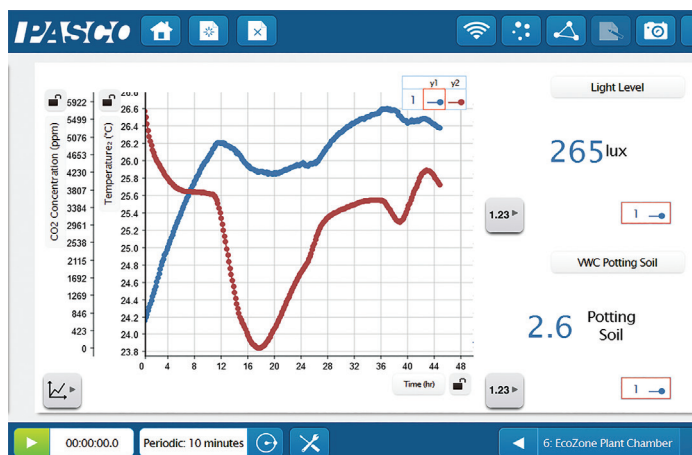 PASCO
y1 y2
1
CO2 Concentration (ppm)
5922
5499
5076
4653
4230
3807
3384
2961
2538
2115
1692
1269
846
423
0
Temperature₂ (°C)
26.8
26.6
26.4
26.2
26.0
25.8
25.6
25.4
25.2
25.0
24.8
24.6
24.4
24.2
24.0
23.8
0 4 8 12 16 20 24 28 32 36 40 44 48
Time (hr)
Light Level
265 lux
1.23
1
VWC Potting Soil
2.6 Potting
Soil
1.23
1
00:00:00.0
Periodic: 10 minutes
6: EcoZone Plant Chamber